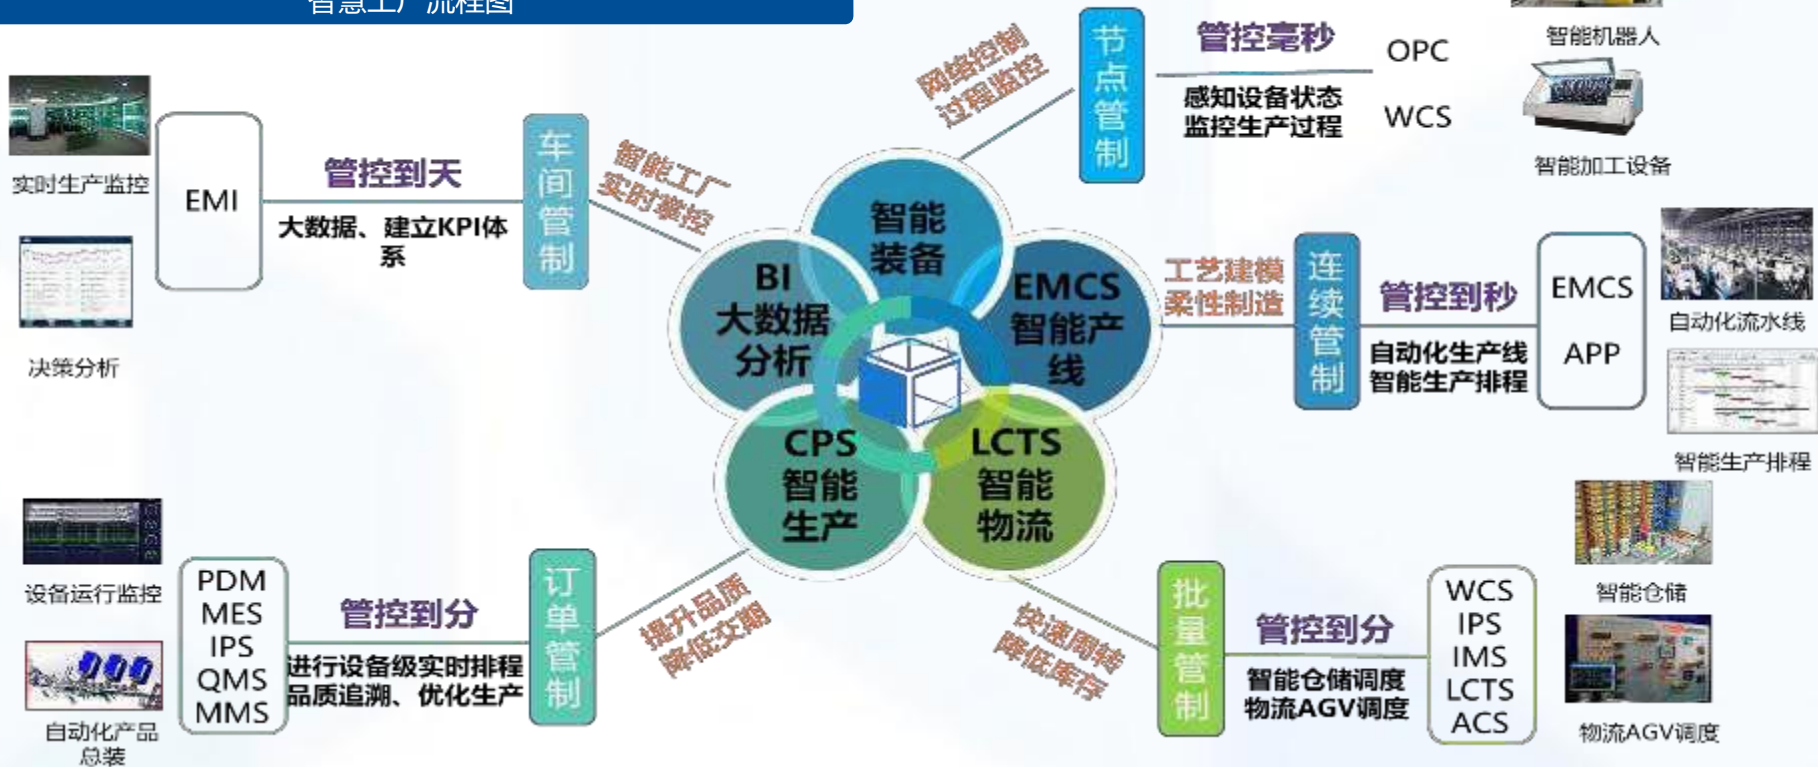 智慧工厂流程图
实时生产监控
决策分析
EMI
管控到天
大数据、建立KPI体
系
车间管制
智能工厂
实时掌控
网络控制
过程监控
节点管制
管控毫秒
感知设备状态
监控生产过程
OPC
WCS
智能机器人
智能加工设备
智能
装备
BI
大数据
分析
EMCS
智能产
线
CPS
智能
生产
LCTS
智能
物流
工艺建模
柔性制造
连续管制
管控到秒
自动化生产线
智能生产排程
EMCS
APP
自动化流水线
智能生产排程
设备运行监控
自动化产品
总装
PDM
MES
IPS
QMS
MMS
管控到分
进行设备级实时排程
品质追溯、优化生产
订单管制
提升品质
降低交期
快速周转
降低库存
批量管制
管控到分
智能仓储调度
物流AGV调度
WCS
IPS
IMS
LCTS
ACS
智能仓储
物流AGV调度